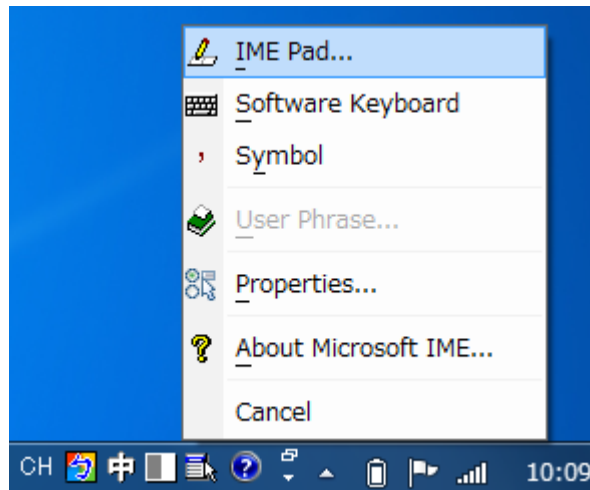 IME Pad...
Software Keyboard
Symbol
User Phrase...
Properties...
About Microsoft IME...
Cancel
CH ㄅ 中 10:09